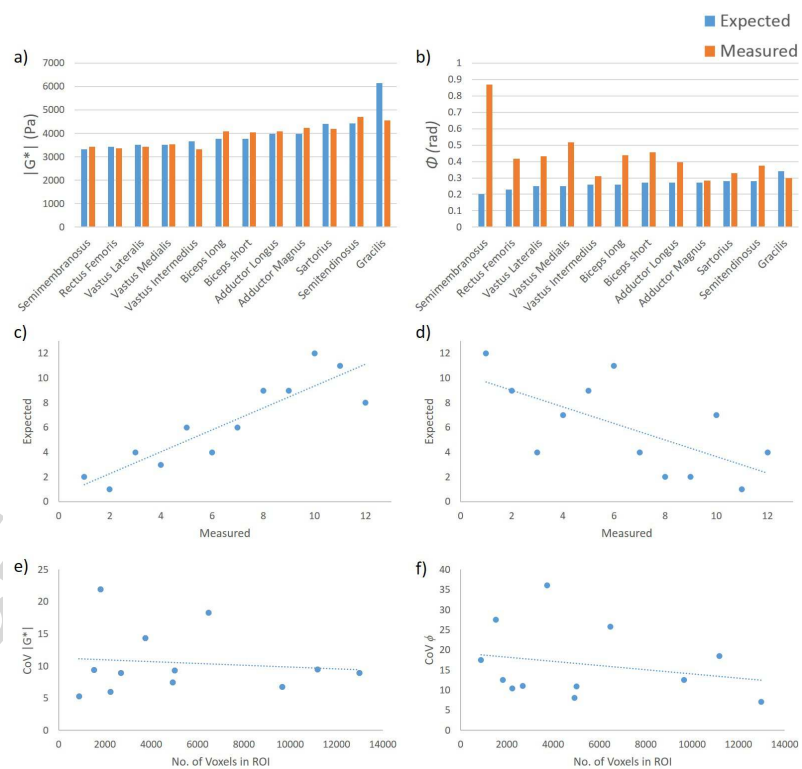 Expected
Measured
a)
|G*| (Pa)
7000
6000
5000
4000
3000
2000
1000
0
Semimembranosus
Rectus Femoris
Vastus Lateralis
Vastus Medialis
Vastus Intermedius
Biceps long
Biceps short
Adductor Longus
Adductor Magnus
Sartorius
Semitendinosus
Gracilis
b)
Φ (rad)
1
0.9
0.8
0.7
0.6
0.5
0.4
0.3
0.2
0.1
0
Semimembranosus
Rectus Femoris
Vastus Lateralis
Vastus Medialis
Vastus Intermedius
Biceps long
Biceps short
Adductor Longus
Adductor Magnus
Sartorius
Semitendinosus
Gracilis
c)
Expected
12
10
8
6
4
2
0
0 2 4 6 8 10 12
Measured
d)
Expected
12
10
8
6
4
2
0
0 2 4 6 8 10 12
Measured
e)
CoV |G*|
25
20
15
10
5
0
0 2000 4000 6000 8000 10000 12000 14000
No. of Voxels in ROI
f)
CoV ϕ
40
35
30
25
20
15
10
5
0
0 2000 4000 6000 8000 10000 12000 14000
No. of Voxels in ROI